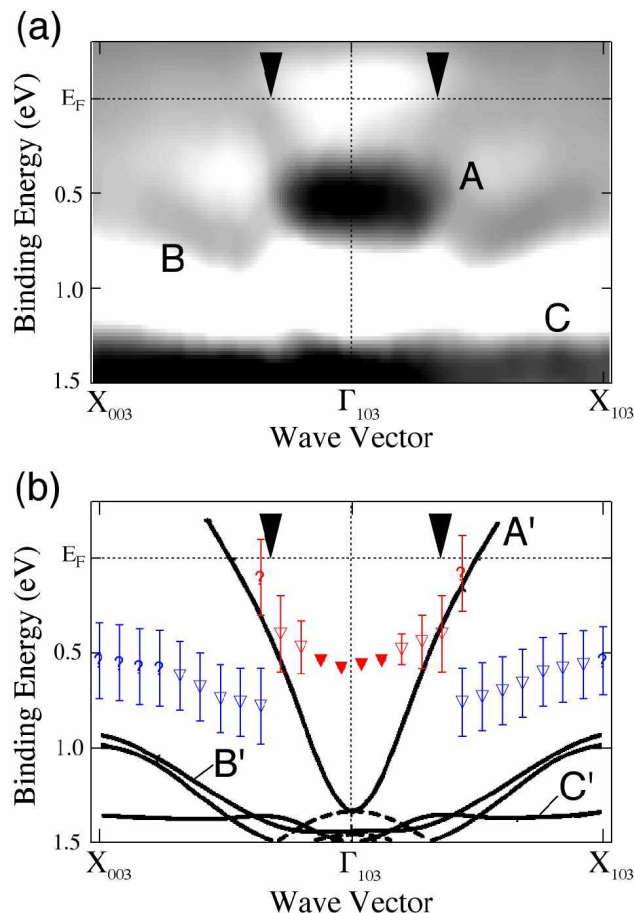 (a)
Binding Energy (eV)
E_F
0.5
1.0
1.5
A
B
C
X_003
Γ_103
X_103
Wave Vector
(b)
Binding Energy (eV)
E_F
0.5
1.0
1.5
A'
? ?
? ? ? ? ?
B'
C'
X_003
Γ_103
X_103
Wave Vector